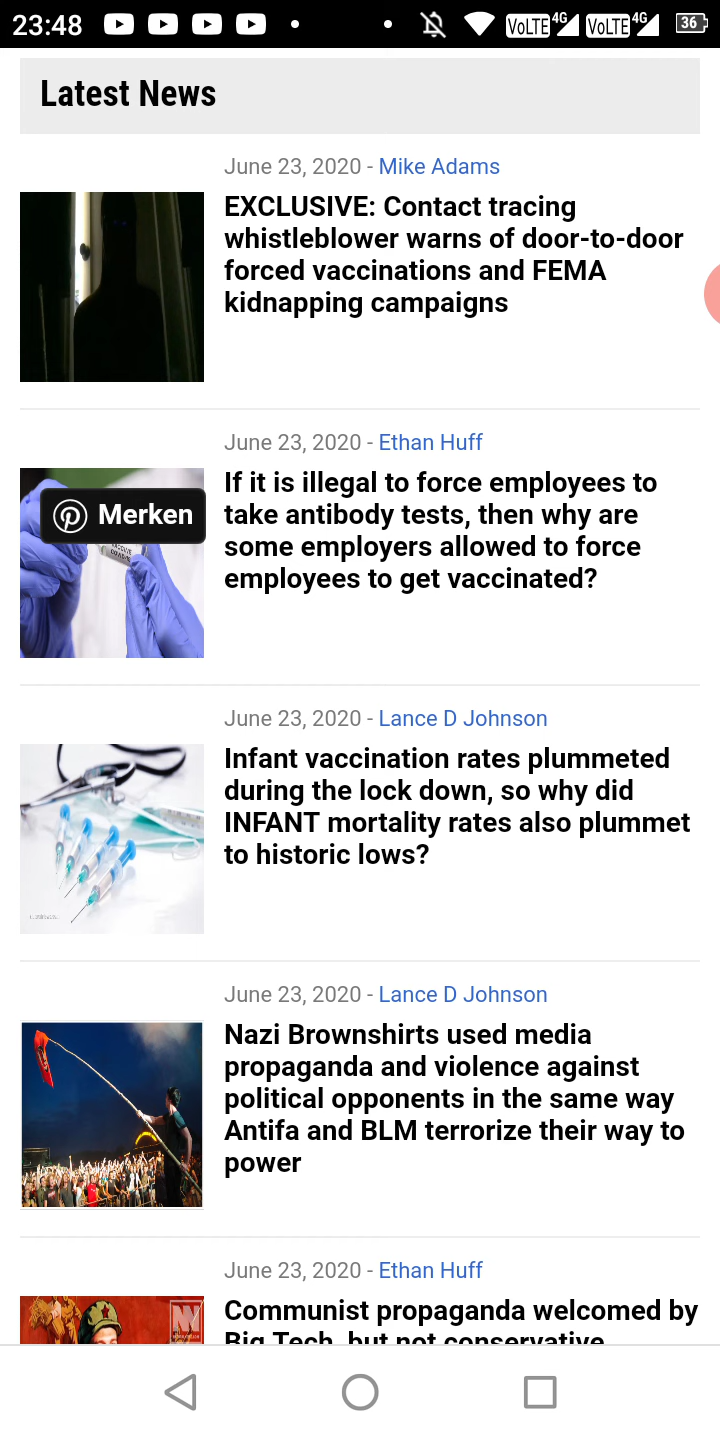 23:48
VoLTE 4G VoLTE 4G 36
Latest News
June 23, 2020 - Mike Adams
EXCLUSIVE: Contact tracing
whistleblower warns of door-to-door
forced vaccinations and FEMA
kidnapping campaigns
June 23, 2020 - Ethan Huff
If it is illegal to force employees to
take antibody tests, then why are
some employers allowed to force
employees to get vaccinated?
Merken
June 23, 2020 - Lance D Johnson
Infant vaccination rates plummeted
during the lock down, so why did
INFANT mortality rates also plummet
to historic lows?
June 23, 2020 - Lance D Johnson
Nazi Brownshirts used media
propaganda and violence against
political opponents in the same way
Antifa and BLM terrorize their way to
power
June 23, 2020 - Ethan Huff
Communist propaganda welcomed by
Big Tech, but not conservative